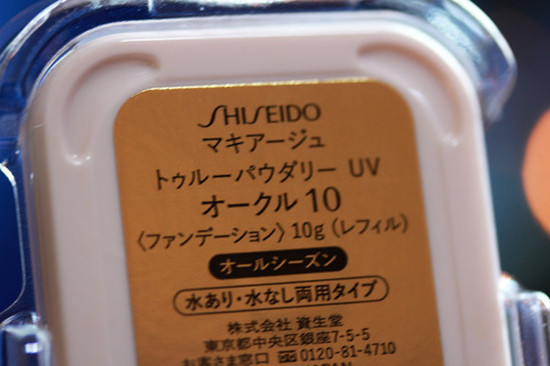 SHISEIDO
マキアージュ
トゥルーパウダリー UV
オークル 10
〈ファンデーション〉 10g (レフィル)
オールシーズン
水あり・水なし両用タイプ
株式会社 資生堂
東京都中央区銀座7-5-5
お客さま窓口 0120-81-4710
JAPAN